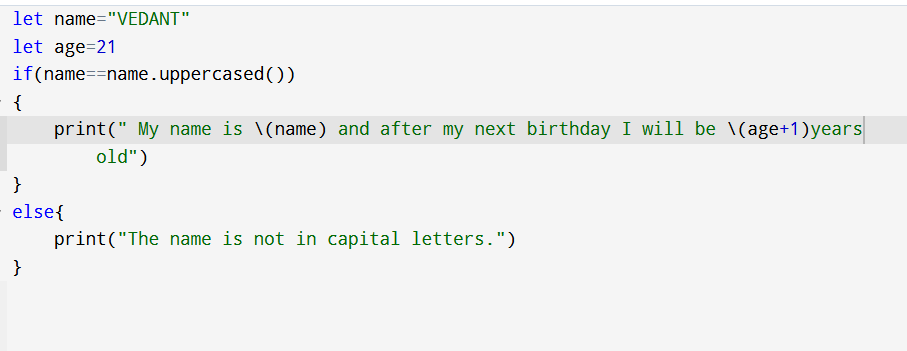 let name="VEDANT"
let age=21
if(name==name.uppercased())
{
    print(" My name is \(name) and after my next birthday I will be \(age+1)years
        old")
}
else{
    print("The name is not in capital letters.")
}